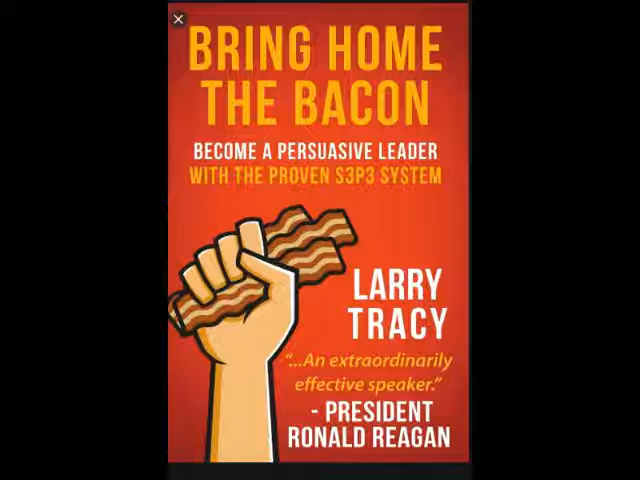 BRING HOME
THE BACON
BECOME A PERSUASIVE LEADER
WITH THE PROVEN S3P3 SYSTEM
LARRY
TRACY
"...An extraordinarily
effective speaker."
- PRESIDENT
RONALD REAGAN